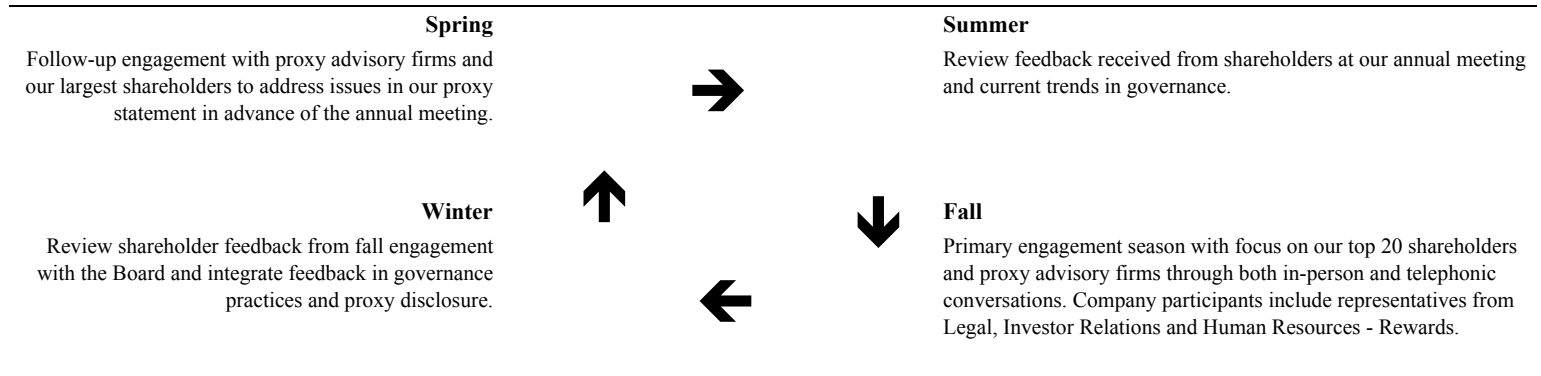 Spring
Follow-up engagement with proxy advisory firms and
our largest shareholders to address issues in our proxy
statement in advance of the annual meeting.
Summer
Review feedback received from shareholders at our annual meeting
and current trends in governance.
Winter
Review shareholder feedback from fall engagement
with the Board and integrate feedback in governance
practices and proxy disclosure.
Fall
Primary engagement season with focus on our top 20 shareholders
and proxy advisory firms through both in-person and telephonic
conversations. Company participants include representatives from
Legal, Investor Relations and Human Resources - Rewards.